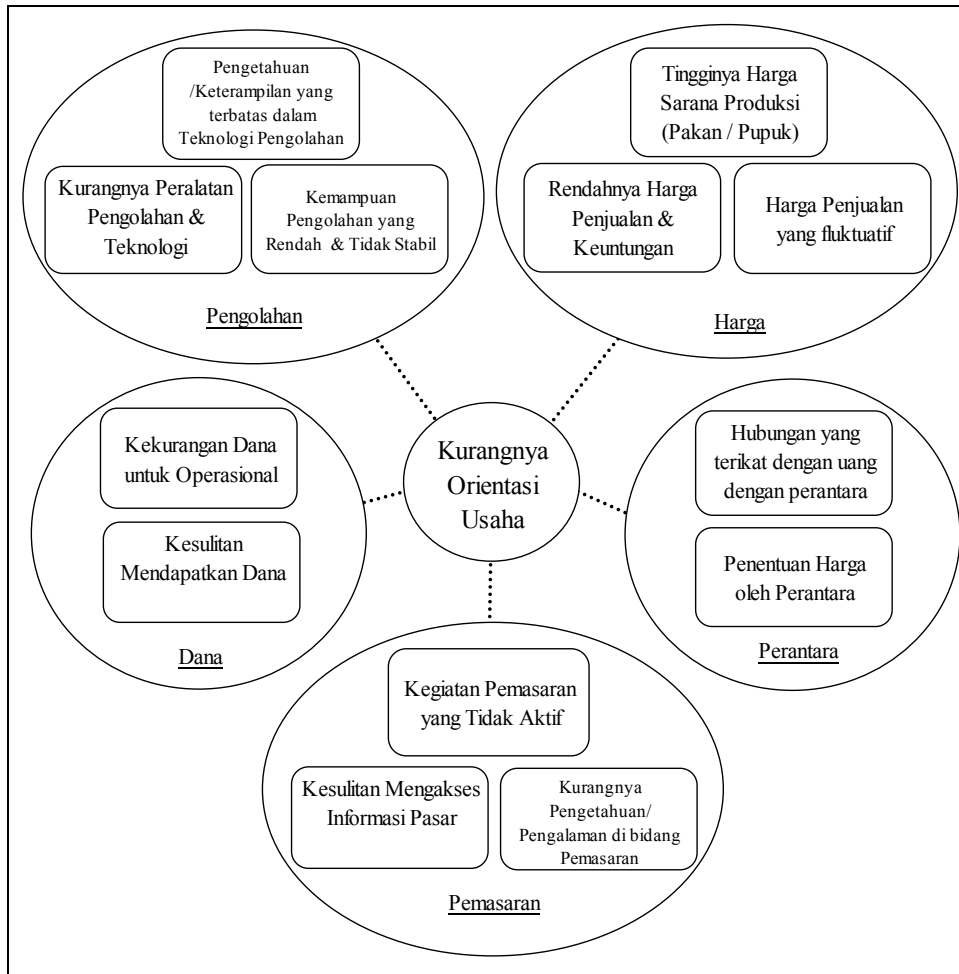 Pengetahuan
/Keterampilan yang
terbatas dalam
Teknologi Pengolahan
Kurangnya Peralatan
Pengolahan &
Teknologi
Kemampuan
Pengolahan yang
Rendah & Tidak Stabil
Pengolahan
Tingginya Harga
Sarana Produksi
(Pakan / Pupuk)
Rendahnya Harga
Penjualan &
Keuntungan
Harga Penjualan
yang fluktuatif
Harga
Kurangnya
Orientasi
Usaha
Kekurangan Dana
untuk Operasional
Kesulitan
Mendapatkan Dana
Dana
Hubungan yang
terikat dengan uang
dengan perantara
Penentuan Harga
oleh Perantara
Perantara
Kegiatan Pemasaran
yang Tidak Aktif
Kesulitan Mengakses
Informasi Pasar
Kurangnya
Pengetahuan/
Pengalaman di bidang
Pemasaran
Pemasaran